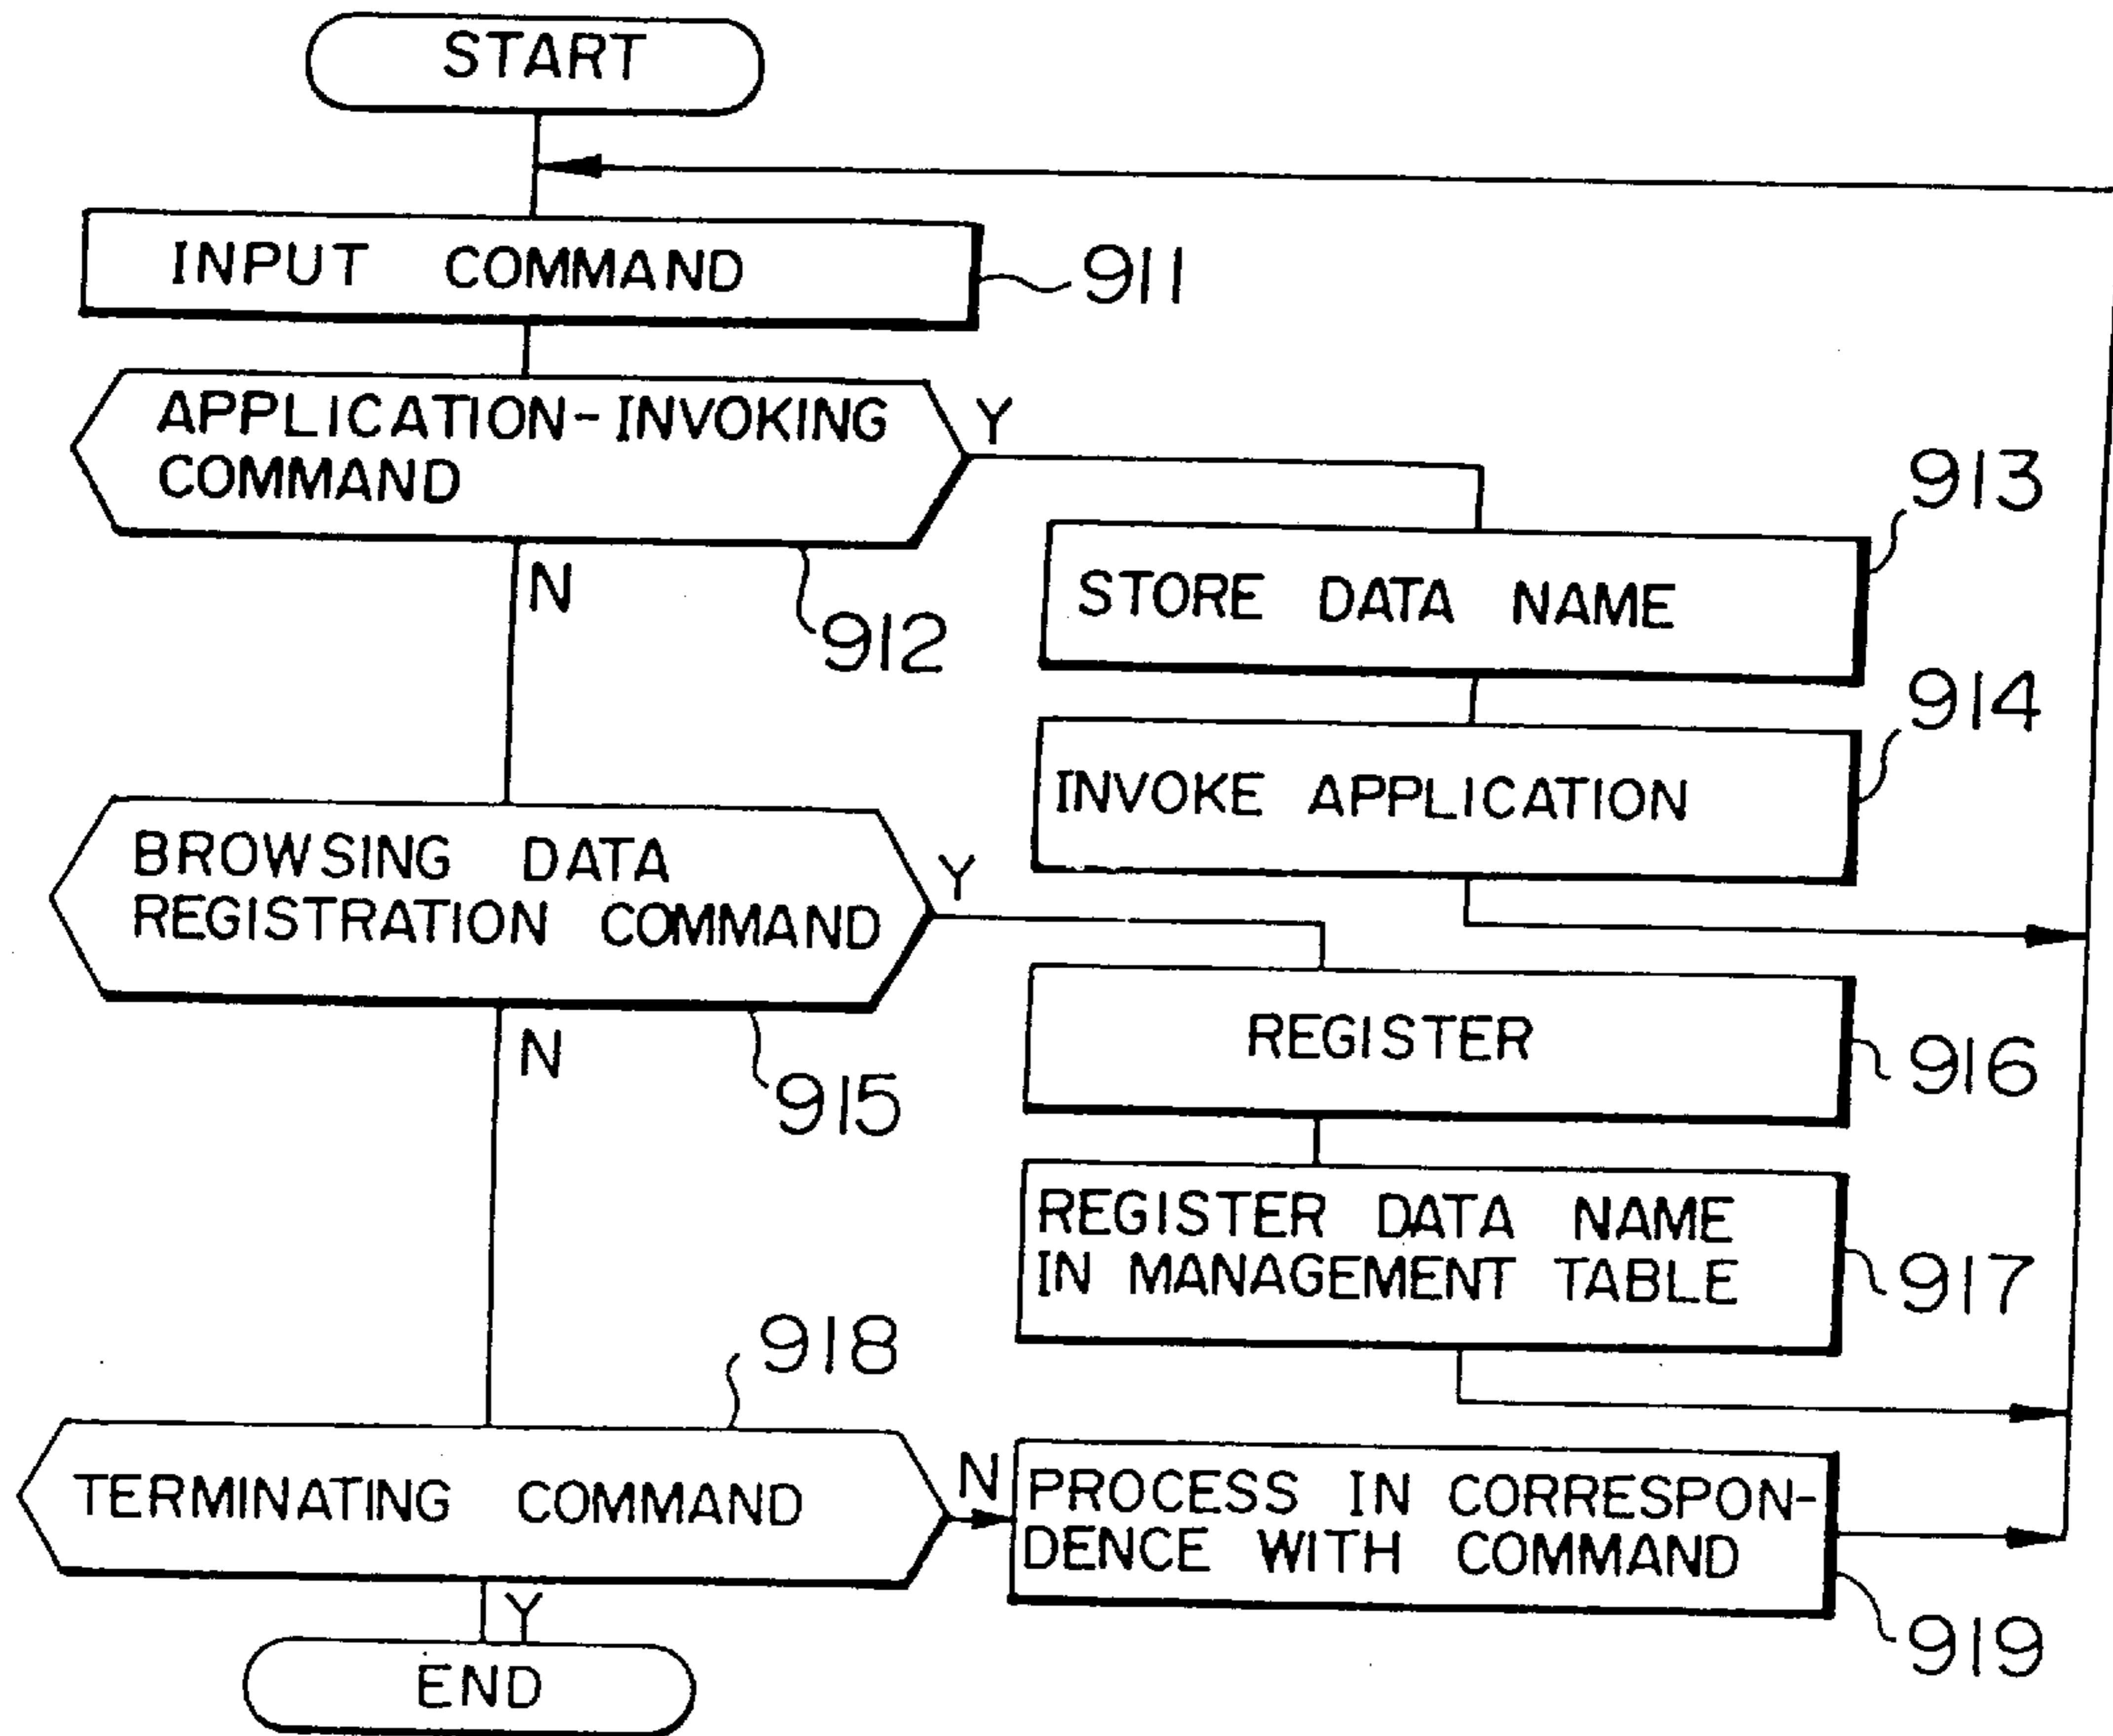 START
INPUT COMMAND
911
APPLICATION-INVOKING
COMMAND
Y
N
912
913
STORE DATA NAME
914
INVOKE APPLICATION
BROWSING DATA
REGISTRATION COMMAND
Y
N
915
REGISTER
916
REGISTER DATA NAME
IN MANAGEMENT TABLE
917
918
TERMINATING COMMAND
N
Y
PROCESS IN CORRESPON-
DENCE WITH COMMAND
919
END